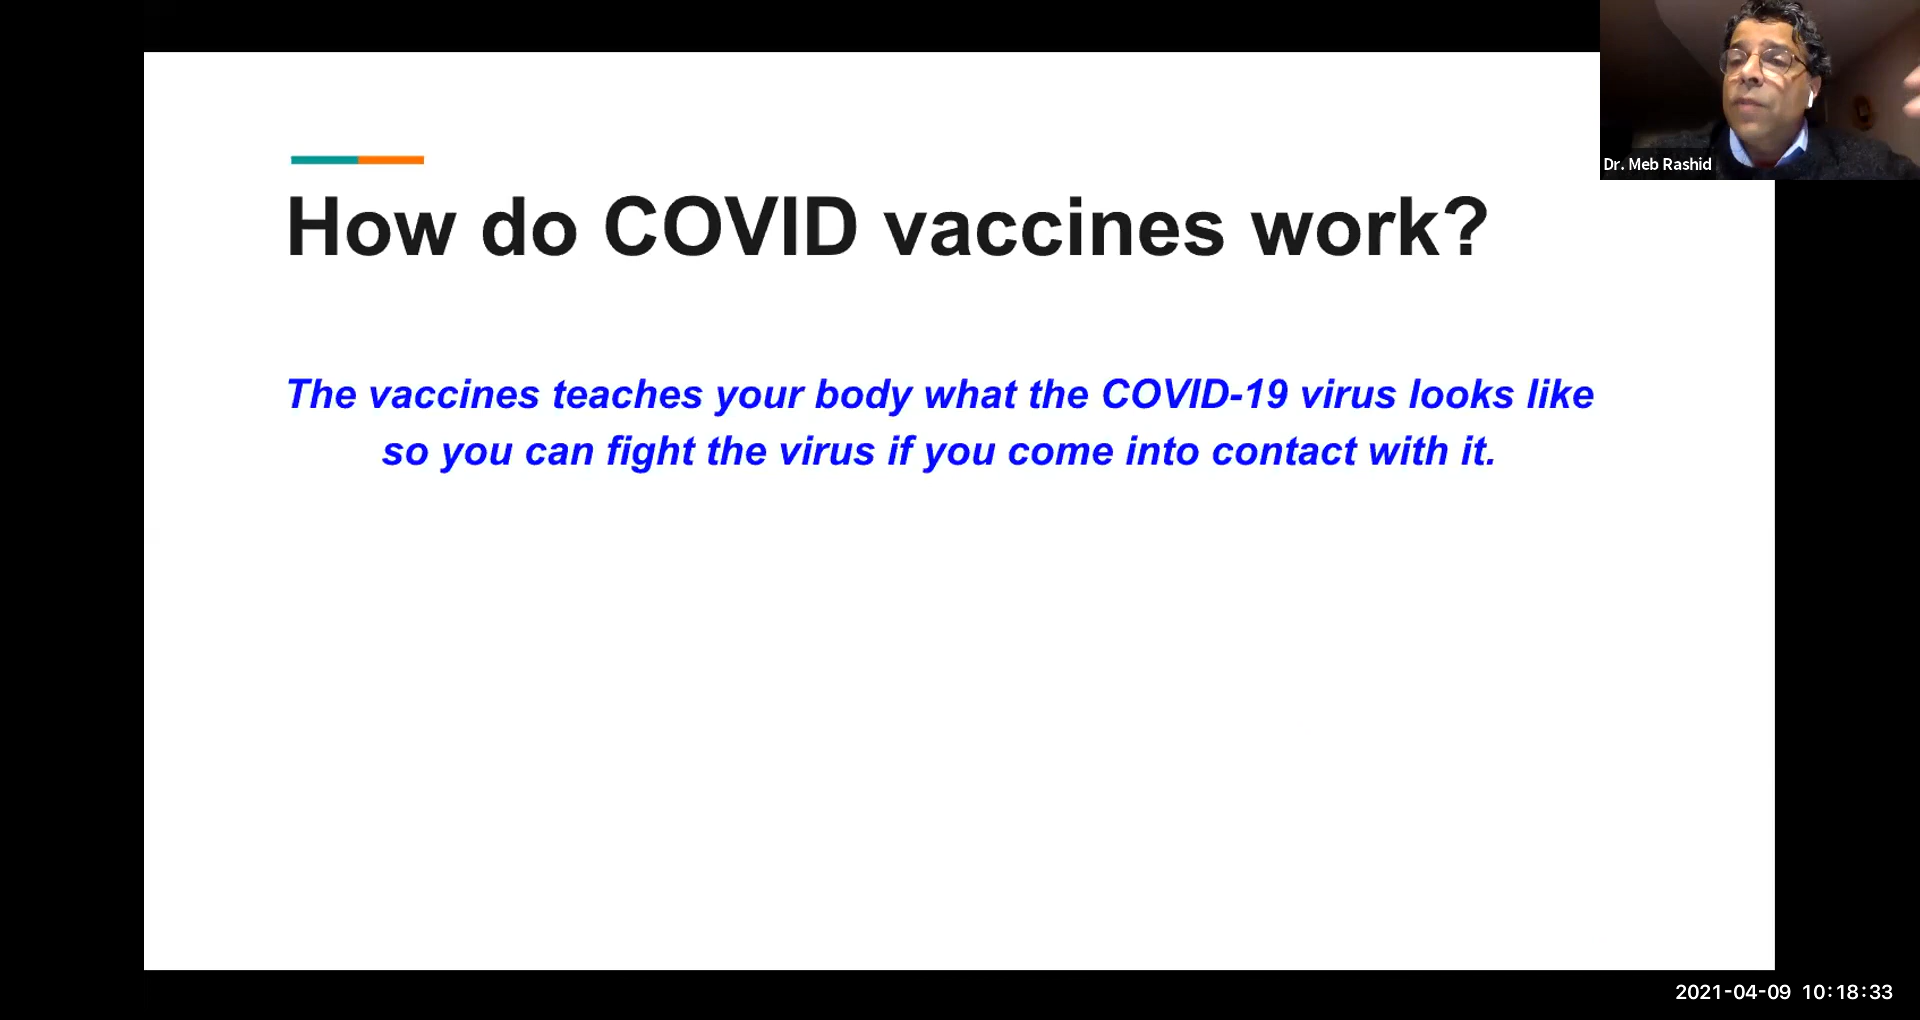 How do COVID vaccines work?
The vaccines teaches your body what the COVID-19 virus looks like
so you can fight the virus if you come into contact with it.
Dr. Meb Rashid
2021-04-09 10:18:33